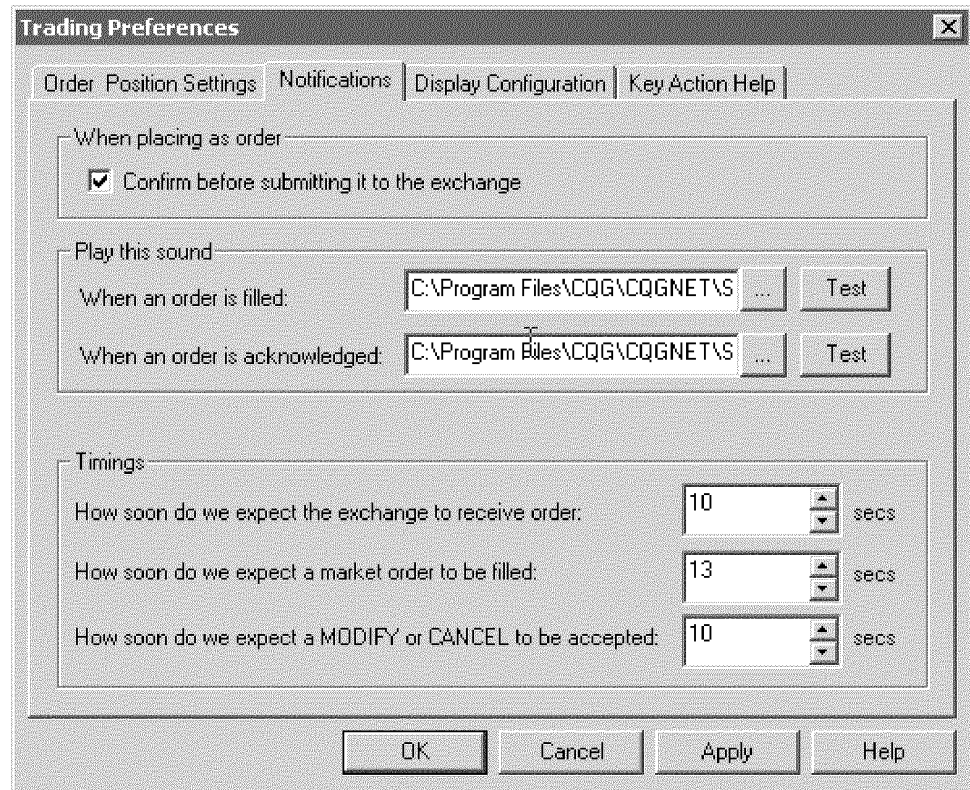 Trading Preferences
Order Position Settings Notifications Display Configuration Key Action Help
When placing as order
Confirm before submitting it to the exchange
Play this sound
When an order is filled: C:\Program Files\CQG\CQGNET\S ... Test
When an order is acknowledged: C:\Program Files\CQG\CQGNET\S ... Test
Timings
How soon do we expect the exchange to receive order: 10 secs
How soon do we expect a market order to be filled: 13 secs
How soon do we expect a MODIFY or CANCEL to be accepted: 10 secs
OK Cancel Apply Help